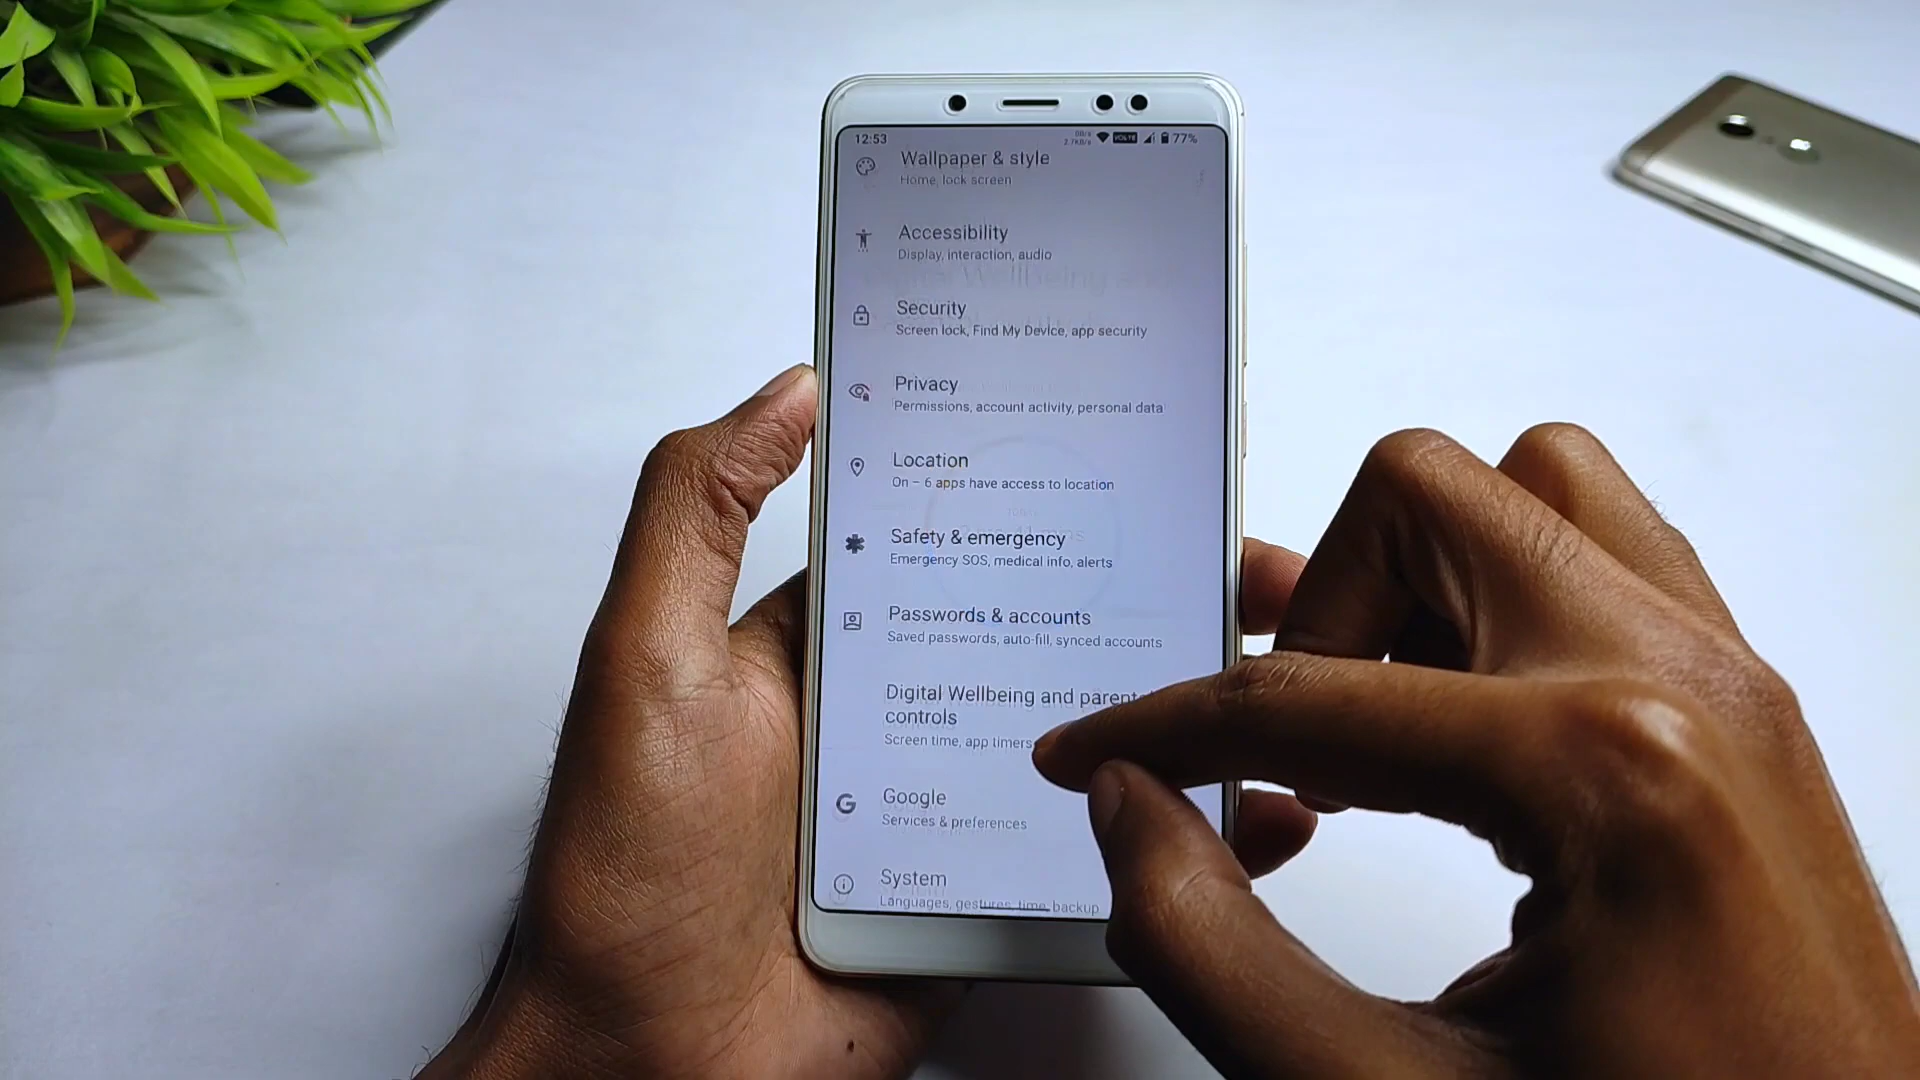 12:53
VoLTE
77%
Wallpaper & style
Home, lock screen
Accessibility
Display, interaction, audio
Security
Screen lock, Find My Device, app security
Privacy
Permissions, account activity, personal data
Location
On – 6 apps have access to location
Safety & emergency
Emergency SOS, medical info, alerts
Passwords & accounts
Saved passwords, auto-fill, synced accounts
Digital Wellbeing and
controls
Screen time, app timers
Google
Services & preferences
System
Languages, gestures, time, backup